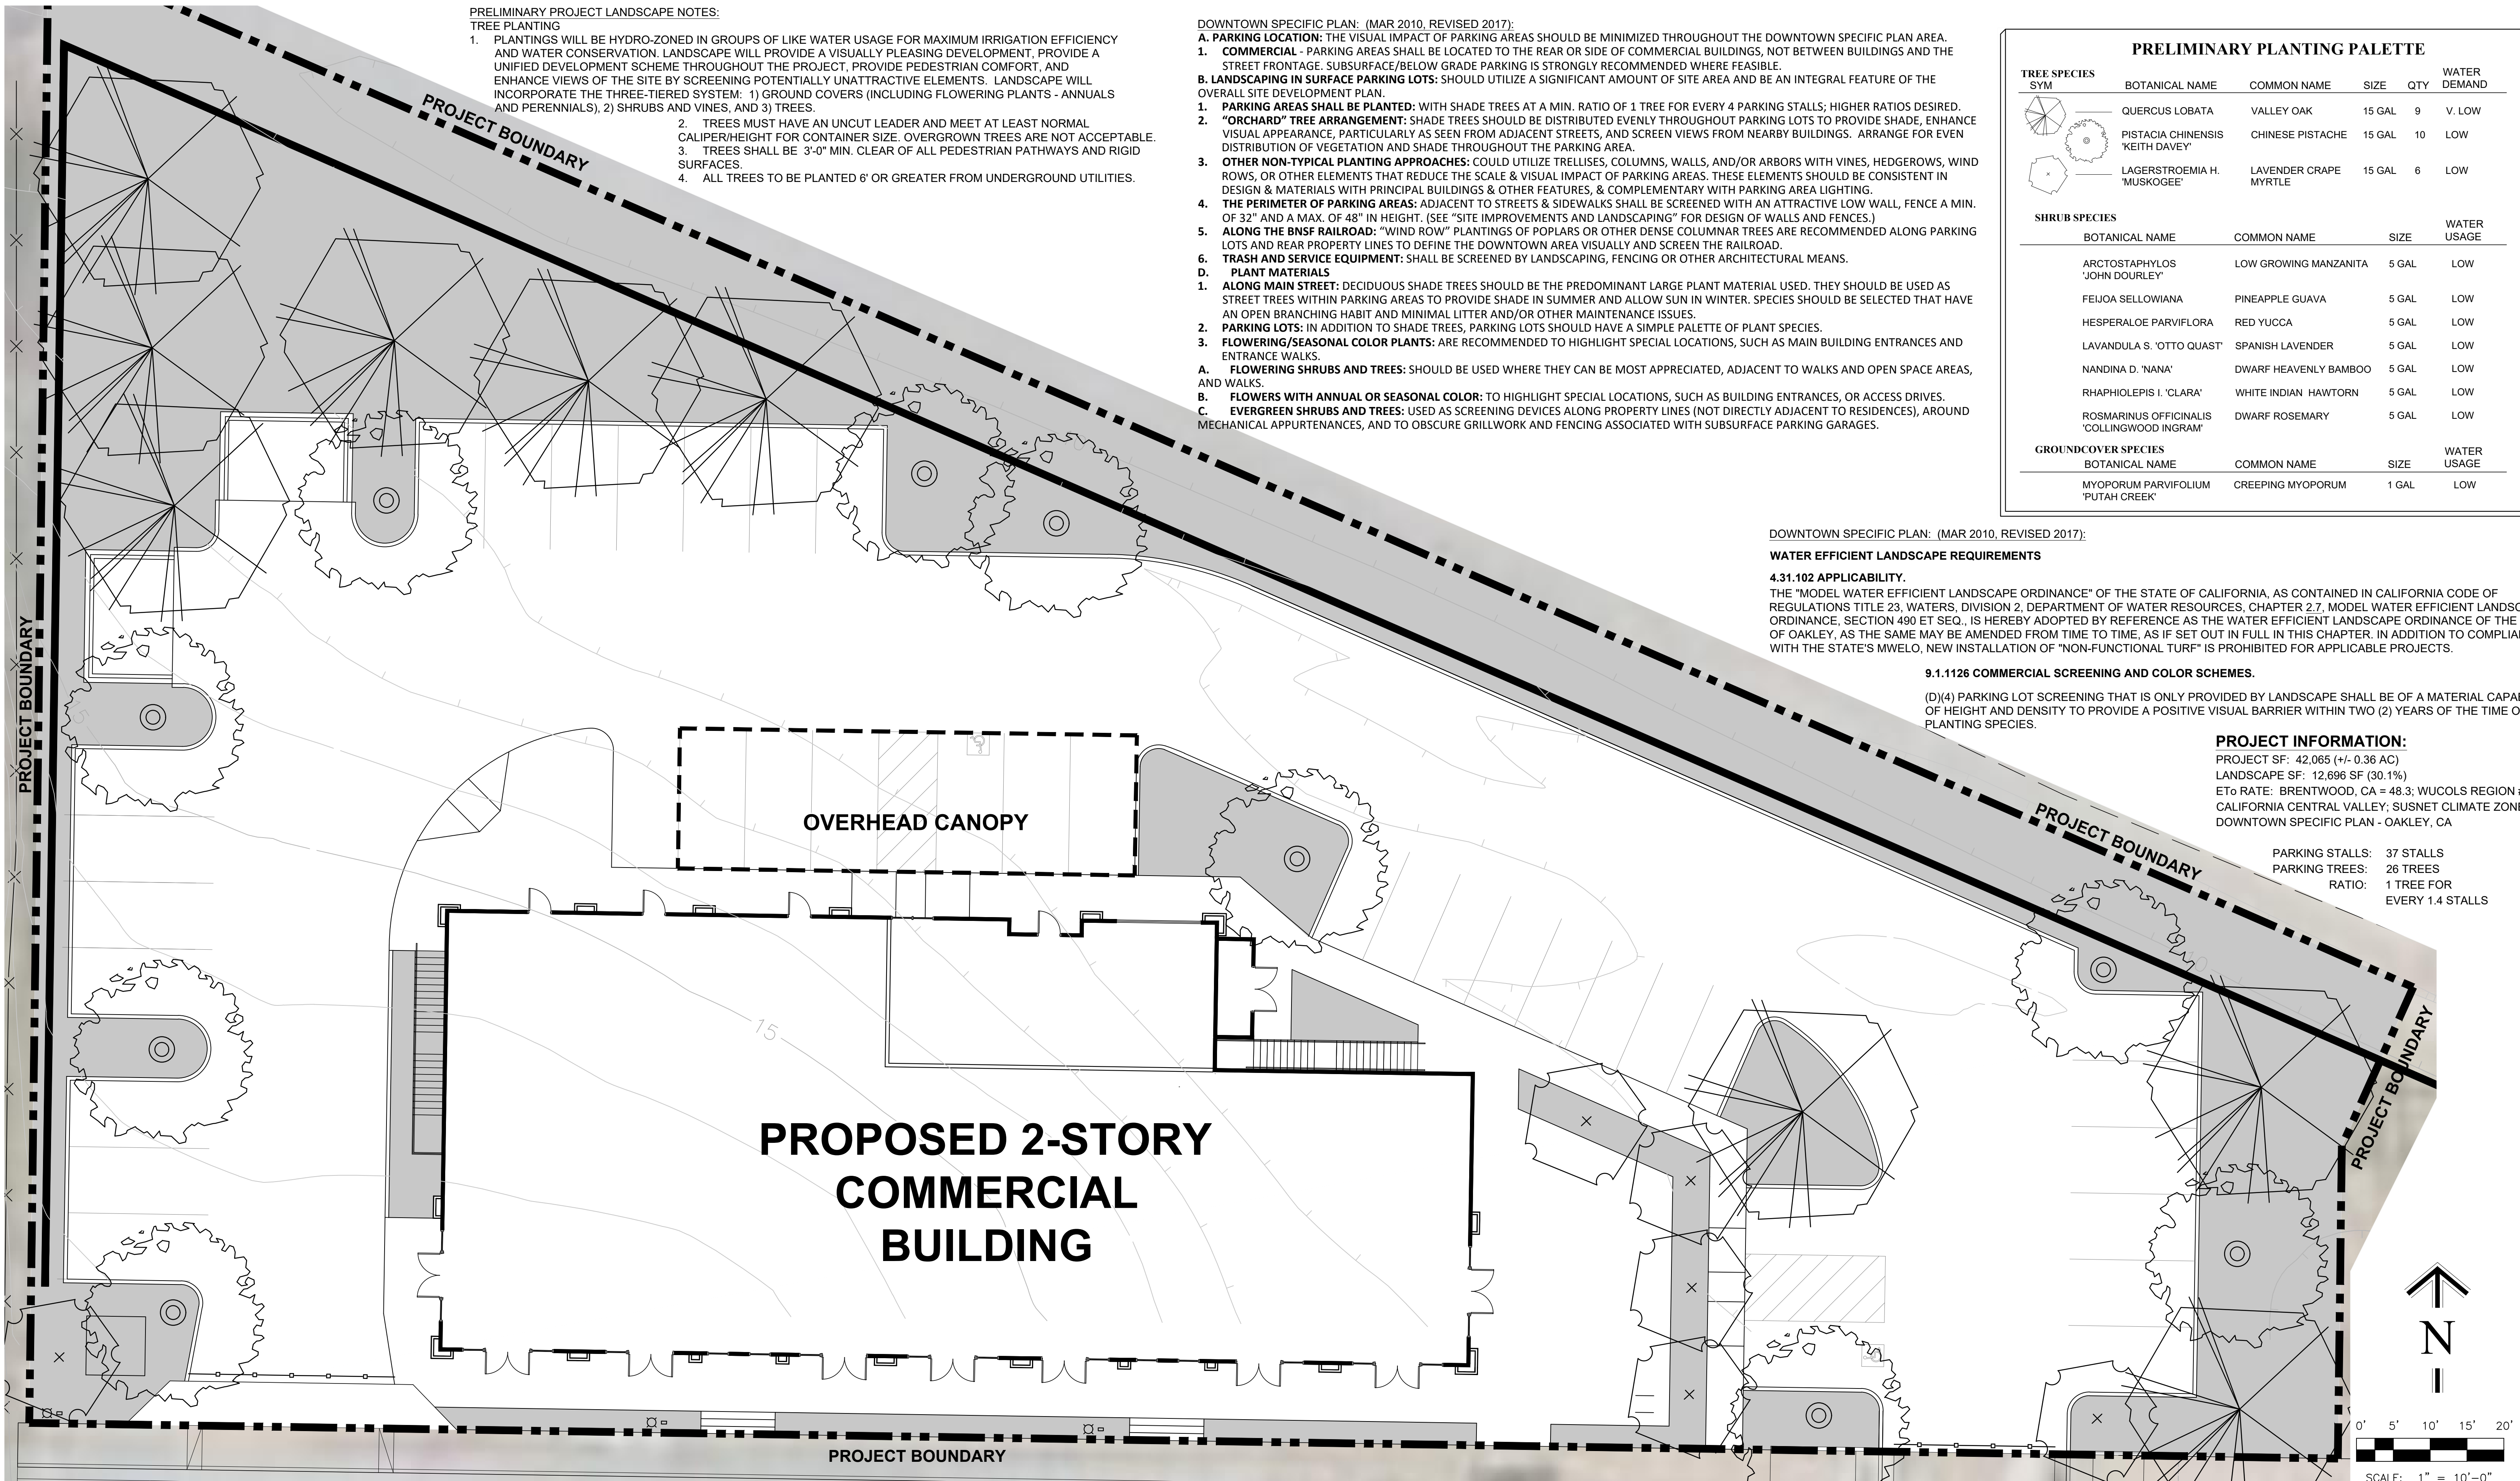 PRELIMINARY PROJECT LANDSCAPE NOTES:
TREE PLANTING
1. PLANTINGS WILL BE HYDRO-ZONED IN GROUPS OF LIKE WATER USAGE FOR MAXIMUM IRRIGATION EFFICIENCY
AND WATER CONSERVATION. LANDSCAPE WILL PROVIDE A VISUALLY PLEASING DEVELOPMENT, PROVIDE A
UNIFIED DEVELOPMENT SCHEME THROUGHOUT THE PROJECT, PROVIDE PEDESTRIAN COMFORT, AND
ENHANCE VIEWS OF THE SITE BY SCREENING POTENTIALLY UNATTRACTIVE ELEMENTS. LANDSCAPE WILL
INCORPORATE THE THREE-TIERED SYSTEM: 1) GROUND COVERS (INCLUDING FLOWERING PLANTS - ANNUALS
AND PERENNIALS), 2) SHRUBS AND VINES, AND 3) TREES.
2. TREES MUST HAVE AN UNCUT LEADER AND MEET AT LEAST NORMAL
CALIPER/HEIGHT FOR CONTAINER SIZE. OVERGROWN TREES ARE NOT ACCEPTABLE.
3. TREES SHALL BE 3'-0" MIN. CLEAR OF ALL PEDESTRIAN PATHWAYS AND RIGID
SURFACES.
4. ALL TREES TO BE PLANTED 6' OR GREATER FROM UNDERGROUND UTILITIES.
DOWNTOWN SPECIFIC PLAN: (MAR 2010, REVISED 2017):
A. PARKING LOCATION: THE VISUAL IMPACT OF PARKING AREAS SHOULD BE MINIMIZED THROUGHOUT THE DOWNTOWN SPECIFIC PLAN AREA.
1. COMMERCIAL - PARKING AREAS SHALL BE LOCATED TO THE REAR OR SIDE OF COMMERCIAL BUILDINGS, NOT BETWEEN BUILDINGS AND THE
STREET FRONTAGE. SUBSURFACE/BELOW GRADE PARKING IS STRONGLY RECOMMENDED WHERE FEASIBLE.
B. LANDSCAPING IN SURFACE PARKING LOTS: SHOULD UTILIZE A SIGNIFICANT AMOUNT OF SITE AREA AND BE AN INTEGRAL FEATURE OF THE
OVERALL SITE DEVELOPMENT PLAN.
1. PARKING AREAS SHALL BE PLANTED: WITH SHADE TREES AT A MIN. RATIO OF 1 TREE FOR EVERY 4 PARKING STALLS; HIGHER RATIOS DESIRED.
2. “ORCHARD” TREE ARRANGEMENT: SHADE TREES SHOULD BE DISTRIBUTED EVENLY THROUGHOUT PARKING LOTS TO PROVIDE SHADE, ENHANCE
VISUAL APPEARANCE, PARTICULARLY AS SEEN FROM ADJACENT STREETS, AND SCREEN VIEWS FROM NEARBY BUILDINGS. ARRANGE FOR EVEN
DISTRIBUTION OF VEGETATION AND SHADE THROUGHOUT THE PARKING AREA.
3. OTHER NON-TYPICAL PLANTING APPROACHES: COULD UTILIZE TRELLISES, COLUMNS, WALLS, AND/OR ARBORS WITH VINES, HEDGEROWS, WIND
ROWS, OR OTHER ELEMENTS THAT REDUCE THE SCALE & VISUAL IMPACT OF PARKING AREAS. THESE ELEMENTS SHOULD BE CONSISTENT IN
DESIGN & MATERIALS WITH PRINCIPAL BUILDINGS & OTHER FEATURES, & COMPLEMENTARY WITH PARKING AREA LIGHTING.
4. THE PERIMETER OF PARKING AREAS: ADJACENT TO STREETS & SIDEWALKS SHALL BE SCREENED WITH AN ATTRACTIVE LOW WALL, FENCE A MIN.
OF 32" AND A MAX. OF 48" IN HEIGHT. (SEE “SITE IMPROVEMENTS AND LANDSCAPING” FOR DESIGN OF WALLS AND FENCES.)
5. ALONG THE BNSF RAILROAD: “WIND ROW” PLANTINGS OF POPLARS OR OTHER DENSE COLUMNAR TREES ARE RECOMMENDED ALONG PARKING
LOTS AND REAR PROPERTY LINES TO DEFINE THE DOWNTOWN AREA VISUALLY AND SCREEN THE RAILROAD.
6. TRASH AND SERVICE EQUIPMENT: SHALL BE SCREENED BY LANDSCAPING, FENCING OR OTHER ARCHITECTURAL MEANS.
D. PLANT MATERIALS
1. ALONG MAIN STREET: DECIDUOUS SHADE TREES SHOULD BE THE PREDOMINANT LARGE PLANT MATERIAL USED. THEY SHOULD BE USED AS
STREET TREES WITHIN PARKING AREAS TO PROVIDE SHADE IN SUMMER AND ALLOW SUN IN WINTER. SPECIES SHOULD BE SELECTED THAT HAVE
AN OPEN BRANCHING HABIT AND MINIMAL LITTER AND/OR OTHER MAINTENANCE ISSUES.
2. PARKING LOTS: IN ADDITION TO SHADE TREES, PARKING LOTS SHOULD HAVE A SIMPLE PALETTE OF PLANT SPECIES.
3. FLOWERING/SEASONAL COLOR PLANTS: ARE RECOMMENDED TO HIGHLIGHT SPECIAL LOCATIONS, SUCH AS MAIN BUILDING ENTRANCES AND
ENTRANCE WALKS.
A. FLOWERING SHRUBS AND TREES: SHOULD BE USED WHERE THEY CAN BE MOST APPRECIATED, ADJACENT TO WALKS AND OPEN SPACE AREAS,
AND WALKS.
B. FLOWERS WITH ANNUAL OR SEASONAL COLOR: TO HIGHLIGHT SPECIAL LOCATIONS, SUCH AS BUILDING ENTRANCES, OR ACCESS DRIVES.
C. EVERGREEN SHRUBS AND TREES: USED AS SCREENING DEVICES ALONG PROPERTY LINES (NOT DIRECTLY ADJACENT TO RESIDENCES), AROUND
MECHANICAL APPURTENANCES, AND TO OBSCURE GRILLWORK AND FENCING ASSOCIATED WITH SUBSURFACE PARKING GARAGES.
PRELIMINARY PLANTING PALETTE
TREE SPECIES
SYM BOTANICAL NAME COMMON NAME SIZE QTY WATER DEMAND
QUERCUS LOBATA VALLEY OAK 15 GAL 9 V. LOW
PISTACIA CHINENSIS CHINESE PISTACHE 15 GAL 10 LOW
'KEITH DAVEY'
LAGERSTROEMIA H. LAVENDER CRAPE 15 GAL 6 LOW
'MUSKOGEE' MYRTLE
SHRUB SPECIES
BOTANICAL NAME COMMON NAME SIZE WATER USAGE
ARCTOSTAPHYLOS LOW GROWING MANZANITA 5 GAL LOW
'JOHN DOURLEY'
FEIJOA SELLOWIANA PINEAPPLE GUAVA 5 GAL LOW
HESPERALOE PARVIFLORA RED YUCCA 5 GAL LOW
LAVANDULA S. 'OTTO QUAST' SPANISH LAVENDER 5 GAL LOW
NANDINA D. 'NANA' DWARF HEAVENLY BAMBOO 5 GAL LOW
RHAPHIOLEPIS I. 'CLARA' WHITE INDIAN HAWTORN 5 GAL LOW
ROSMARINUS OFFICINALIS DWARF ROSEMARY 5 GAL LOW
'COLLINGWOOD INGRAM'
GROUNDCOVER SPECIES
BOTANICAL NAME COMMON NAME SIZE WATER USAGE
MYOPORUM PARVIFOLIUM CREEPING MYOPORUM 1 GAL LOW
'PUTAH CREEK'
DOWNTOWN SPECIFIC PLAN: (MAR 2010, REVISED 2017):
WATER EFFICIENT LANDSCAPE REQUIREMENTS
4.31.102 APPLICABILITY.
THE "MODEL WATER EFFICIENT LANDSCAPE ORDINANCE" OF THE STATE OF CALIFORNIA, AS CONTAINED IN CALIFORNIA CODE OF
REGULATIONS TITLE 23, WATERS, DIVISION 2, DEPARTMENT OF WATER RESOURCES, CHAPTER 2.7, MODEL WATER EFFICIENT LANDSC
ORDINANCE, SECTION 490 ET SEQ., IS HEREBY ADOPTED BY REFERENCE AS THE WATER EFFICIENT LANDSCAPE ORDINANCE OF THE
OF OAKLEY, AS THE SAME MAY BE AMENDED FROM TIME TO TIME, AS IF SET OUT IN FULL IN THIS CHAPTER. IN ADDITION TO COMPLIA
WITH THE STATE'S MWELO, NEW INSTALLATION OF "NON-FUNCTIONAL TURF" IS PROHIBITED FOR APPLICABLE PROJECTS.
9.1.1126 COMMERCIAL SCREENING AND COLOR SCHEMES.
(D)(4) PARKING LOT SCREENING THAT IS ONLY PROVIDED BY LANDSCAPE SHALL BE OF A MATERIAL CAPA
OF HEIGHT AND DENSITY TO PROVIDE A POSITIVE VISUAL BARRIER WITHIN TWO (2) YEARS OF THE TIME O
PLANTING SPECIES.
PROJECT INFORMATION:
PROJECT SF: 42,065 (+/- 0.36 AC)
LANDSCAPE SF: 12,696 SF (30.1%)
ETo RATE: BRENTWOOD, CA = 48.3; WUCOLS REGION
CALIFORNIA CENTRAL VALLEY; SUSNET CLIMATE ZONE
DOWNTOWN SPECIFIC PLAN - OAKLEY, CA
PARKING STALLS: 37 STALLS
PARKING TREES: 26 TREES
RATIO: 1 TREE FOR
EVERY 1.4 STALLS
PROJECT BOUNDARY
PROJECT BOUNDARY
PROJECT BOUNDARY
PROJECT BOUNDARY
PROJECT BOUNDARY
OVERHEAD CANOPY
15
15
10
PROPOSED 2-STORY
COMMERCIAL
BUILDING
N
0' 5' 10' 15' 20'
SCALE: 1" = 10'-0"